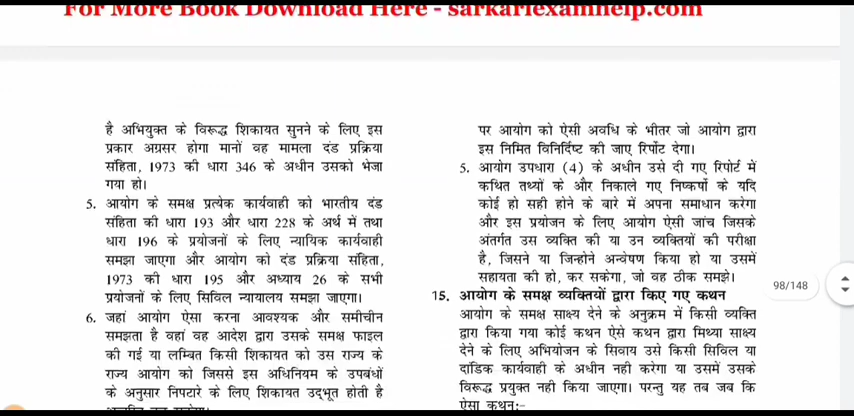 For More Book Download Here - sarkariexamhelp.com
है अभियुक्त के विरूद्ध शिकायत सुनने के लिए इस
प्रकार अग्रसर होगा मानों वह मामला दंड प्रक्रिया
संहिता, 1973 की धारा 346 के अधीन उसको भेजा
गया हो।
5. आयोग के समक्ष प्रत्येक कार्यवाही को भारतीय दंड
संहिता की धारा 193 और धारा 228 के अर्थ में तथा
धारा 196 के प्रयोजनों के लिए न्यायिक कार्यवाही
समझा जाएगा और आयोग को दंड प्रक्रिया संहिता,
1973 की धारा 195 और अध्याय 26 के सभी
प्रयोजनों के लिए सिविल न्यायालय समझा जाएगा।
6. जहां आयोग ऐसा करना आवश्यक और समीचीन
समझता है वहां वह आदेश द्वारा उसके समक्ष फाइल
की गई या लम्बित किसी शिकायत को उस राज्य के
राज्य आयोग को जिससे इस अधिनियम के उपबंधों
के अनुसार निपटारे के लिए शिकायत उद्भूत होती है
पर आयोग को ऐसी अवधि के भीतर जो आयोग द्वारा
इस निमित विनिर्दिष्ट की जाए रिर्पोट देगा।
5. आयोग उपधारा (4) के अधीन उसे दी गए रिपोर्ट में
कथित तथ्यों के और निकाले गए निष्कर्षो के यदि
कोई हो सही होने के बारे में अपना समाधान करेगा
और इस प्रयोजन के लिए आयोग ऐसी जांच जिसके
अंतर्गत उस व्यक्ति की या उन व्यक्तियों की परीक्षा
है, जिसने या जिन्होने अन्वेषण किया हो या उसमें
सहायता की हो, कर सकेगा, जो वह ठीक समझे।
15. आयोग के समक्ष व्यक्तियों द्वारा किए गए कथन
आयोग के समक्ष साक्ष्य देने के अनुक्रम में किसी व्यक्ति
द्वारा किया गया कोई कथन ऐसे कथन द्वारा मिथ्या साक्ष्य
देने के लिए अभियोजन के सिवाय उसे किसी सिविल या
दांडिक कार्यवाही के अधीन नही करेगा या उसमें उसके
विरूद्ध प्रयुक्त नही किया जाएगा। परन्तु यह तब जब कि
ऐसा कथन:-
98/148